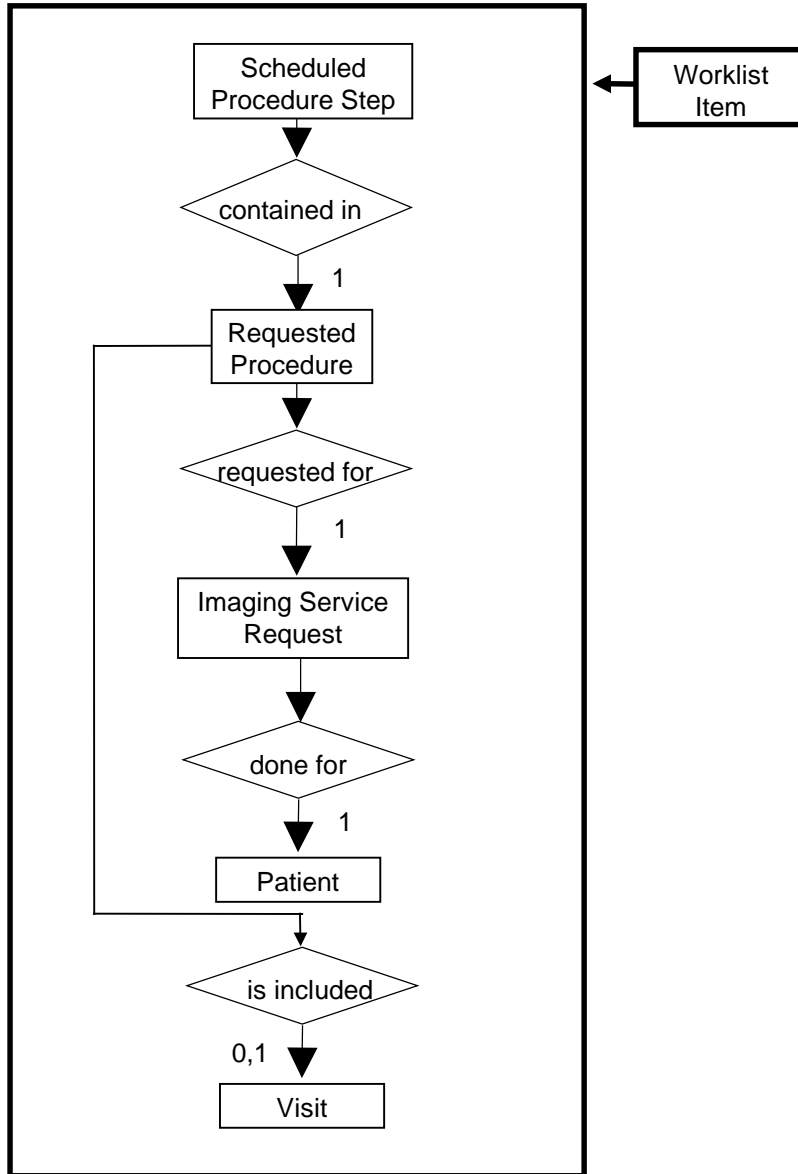 Scheduled
Procedure Step
Worklist
Item
contained in
1
Requested
Procedure
requested for
1
Imaging Service
Request
done for
1
Patient
is included
0,1
Visit